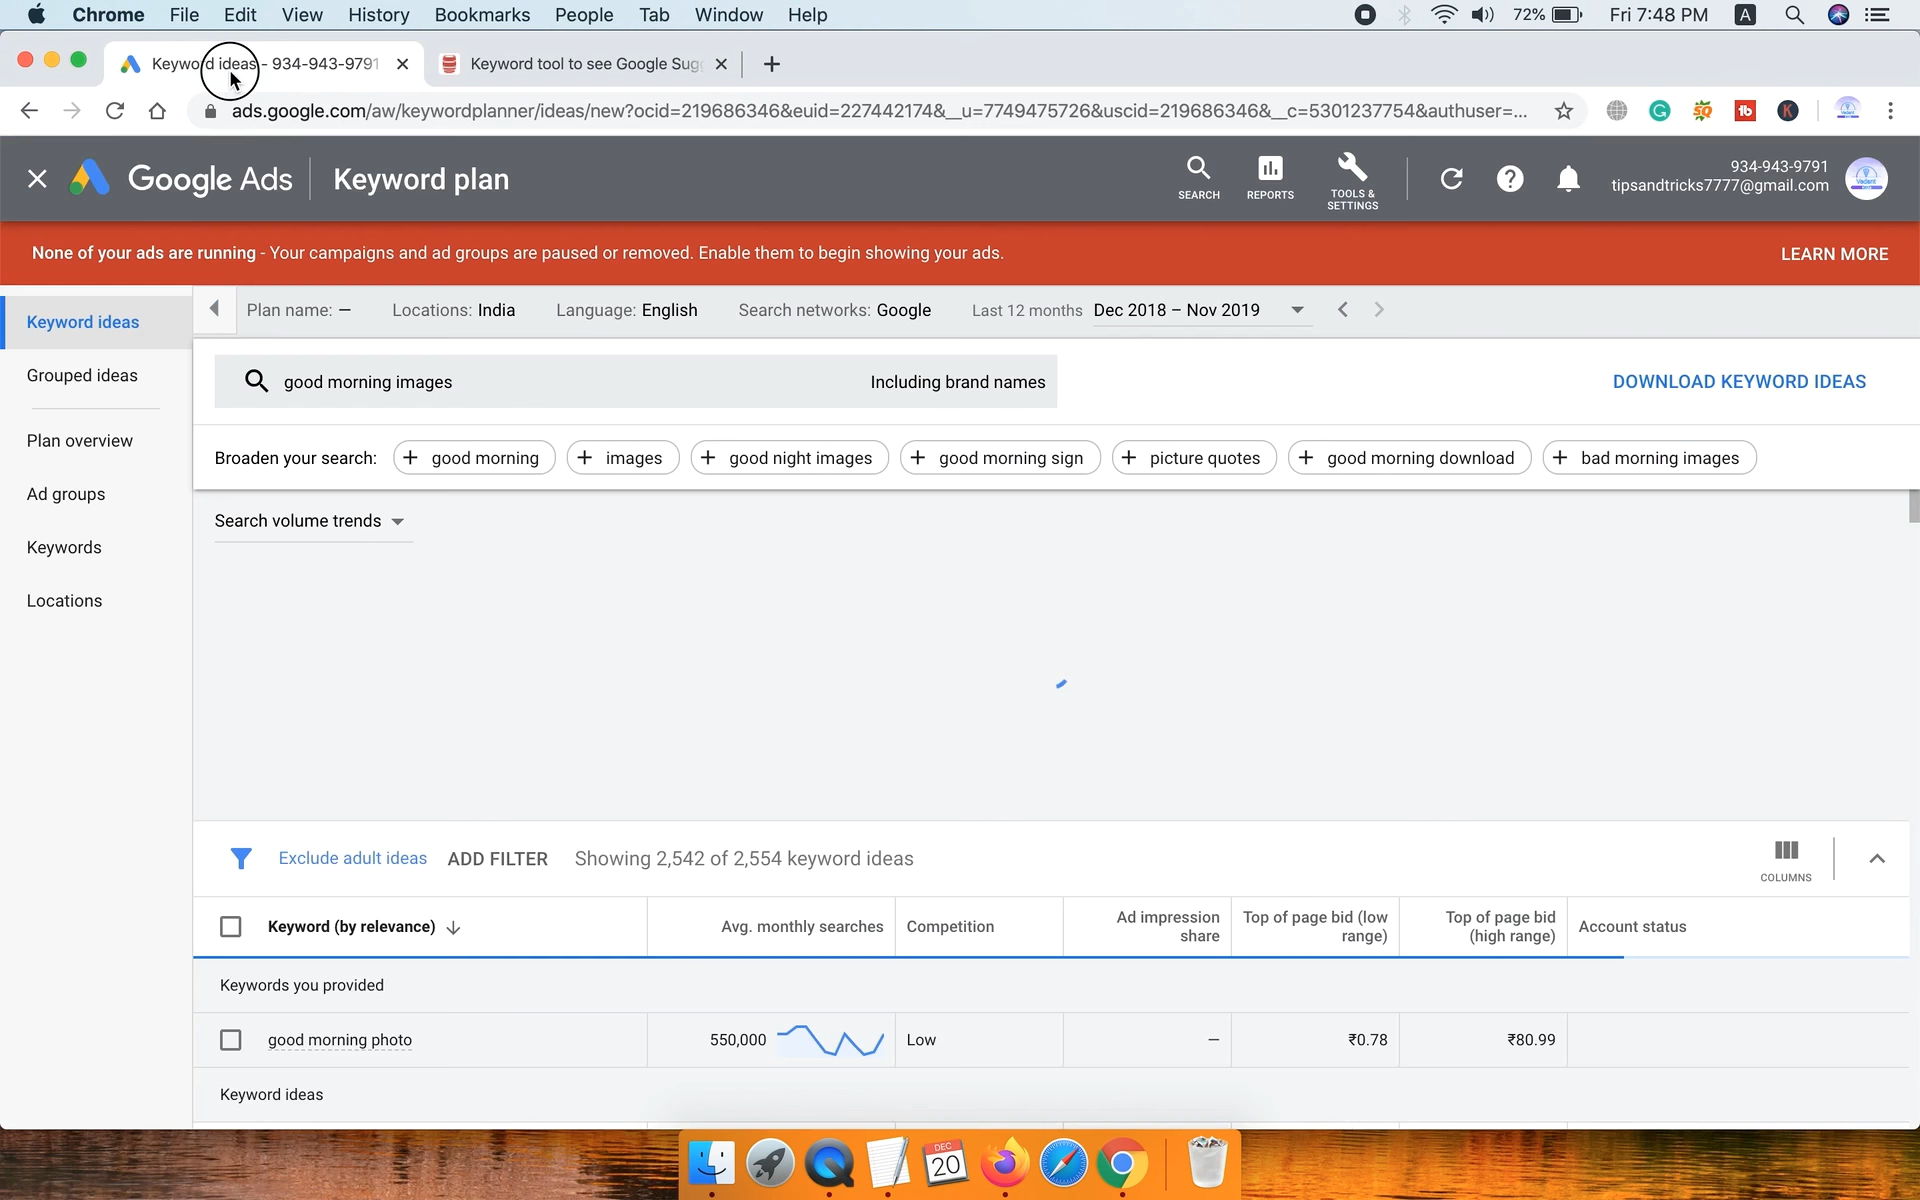 Chrome File Edit View History Bookmarks People Tab Window Help 72% Fri 7:48 PM A
Keyword ideas - 934-943-9791 Keyword tool to see Google Sug
ads.google.com/aw/keywordplanner/ideas/new?ocid=219686346&euid=227442174&__u=7749475726&uscid=219686346&__c=5301237754&authuser=...
Google Ads Keyword plan
SEARCH REPORTS TOOLS & SETTINGS
934-943-9791
tipsandtricks7777@gmail.com
None of your ads are running - Your campaigns and ad groups are paused or removed. Enable them to begin showing your ads. LEARN MORE
Keyword ideas
Grouped ideas
Plan overview
Ad groups
Keywords
Locations
Plan name: — Locations: India Language: English Search networks: Google Last 12 months Dec 2018 – Nov 2019
good morning images Including brand names DOWNLOAD KEYWORD IDEAS
Broaden your search: + good morning + images + good night images + good morning sign + picture quotes + good morning download + bad morning images
Search volume trends
Exclude adult ideas ADD FILTER Showing 2,542 of 2,554 keyword ideas COLUMNS
Keyword (by relevance) Avg. monthly searches Competition Ad impression share Top of page bid (low range) Top of page bid (high range) Account status
Keywords you provided
good morning photo 550,000 Low — ₹0.78 ₹80.99
Keyword ideas
DEC
20